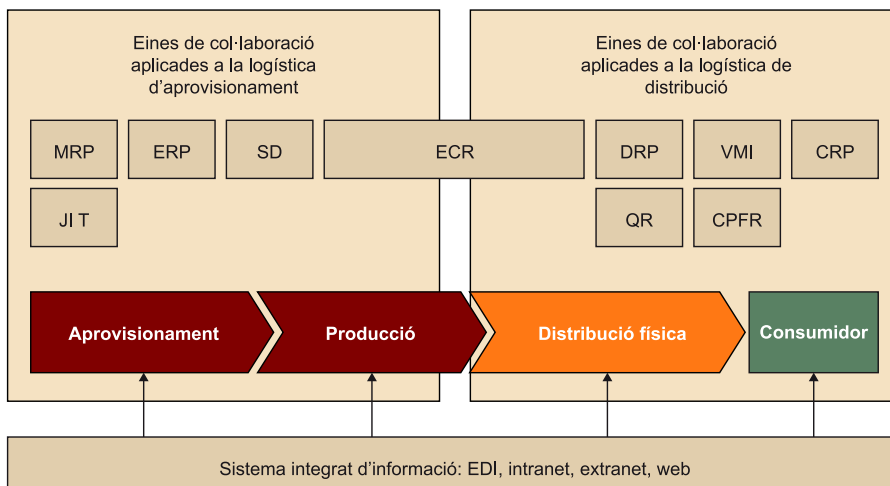 Eines de col·laboració
aplicades a la logística
d’aprovisionament
Eines de col·laboració
aplicades a la logística de
distribució
MRP
ERP
SD
ECR
DRP
VMI
CRP
JI T
QR
CPFR
Aprovisionament
Producció
Distribució física
Consumidor
Sistema integrat d’informació: EDI, intranet, extranet, web